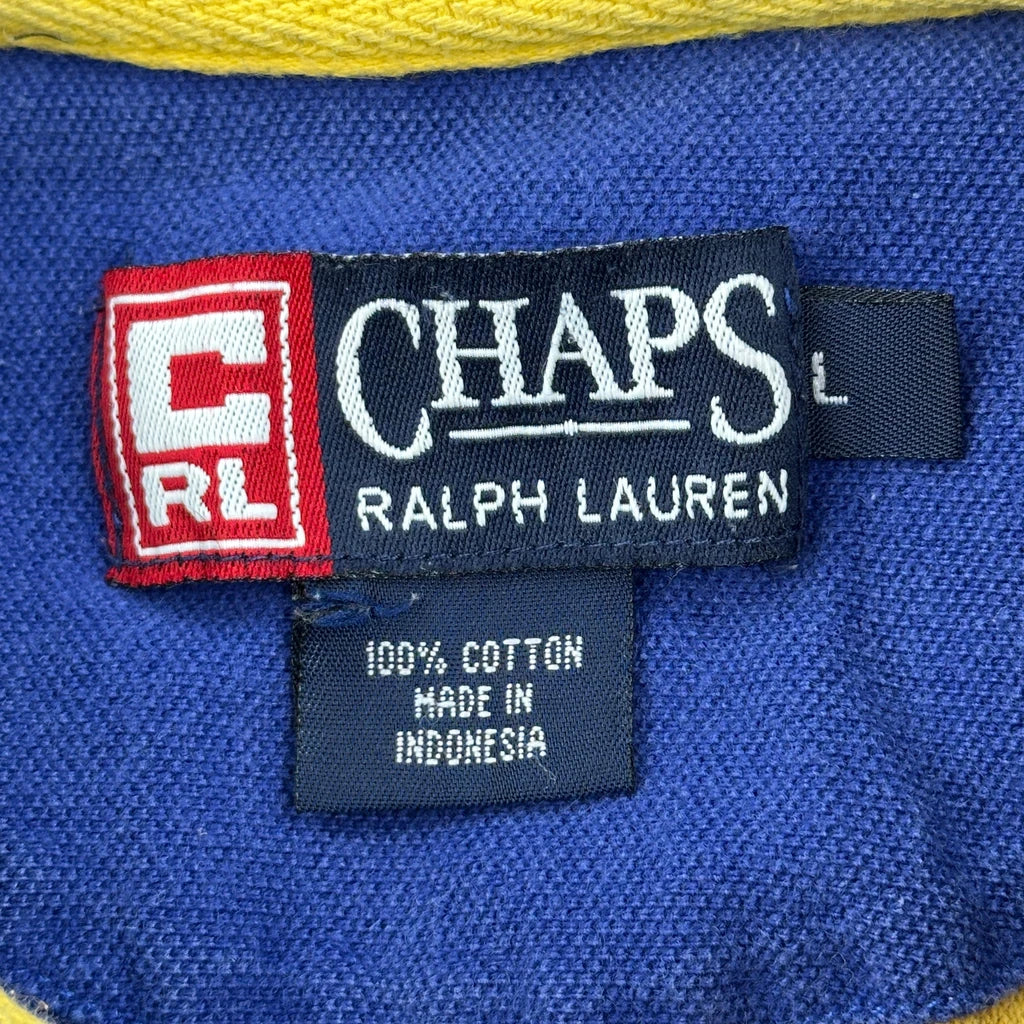 C
RL
CHAPS
RALPH LAUREN
L
100% COTTON
MADE IN
INDONESIA